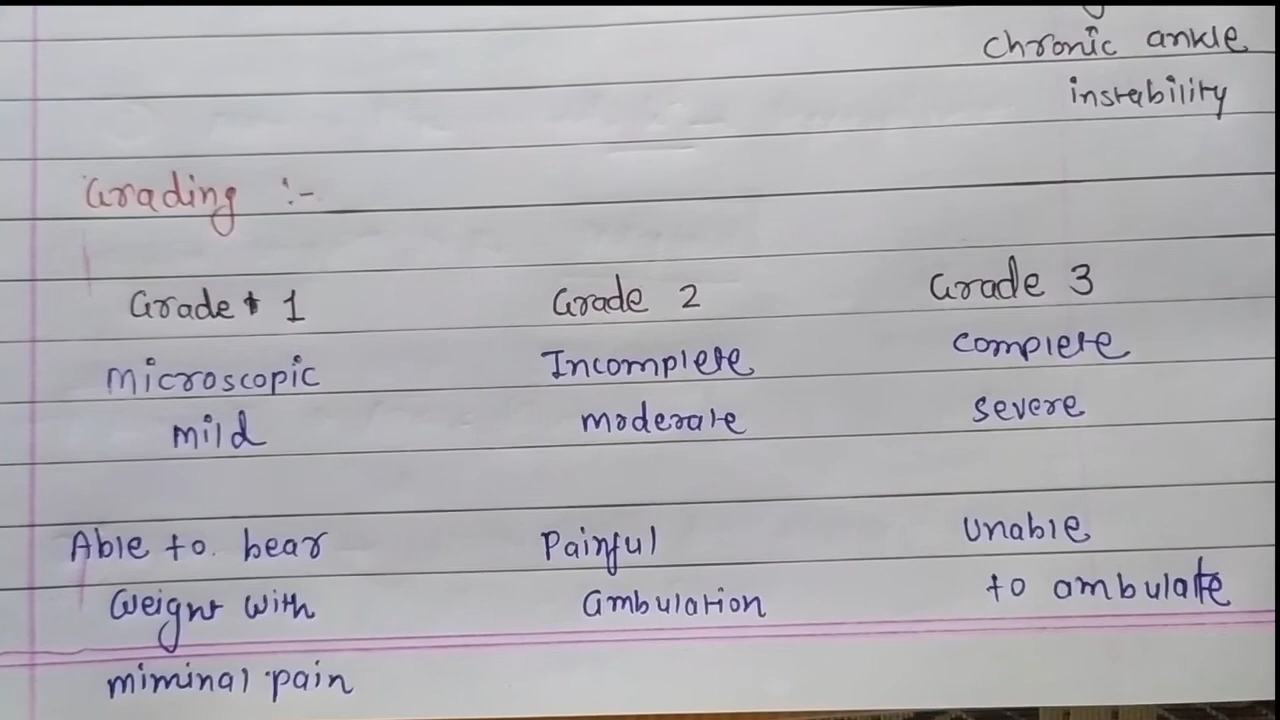 chronic ankle
instability
Grading :-
Grade 1 Grade 2 Grade 3
Microscopic Incomplete complete
mild moderate severe
Able to bear Painful Unable
weight with ambulation to ambulate
miminal pain